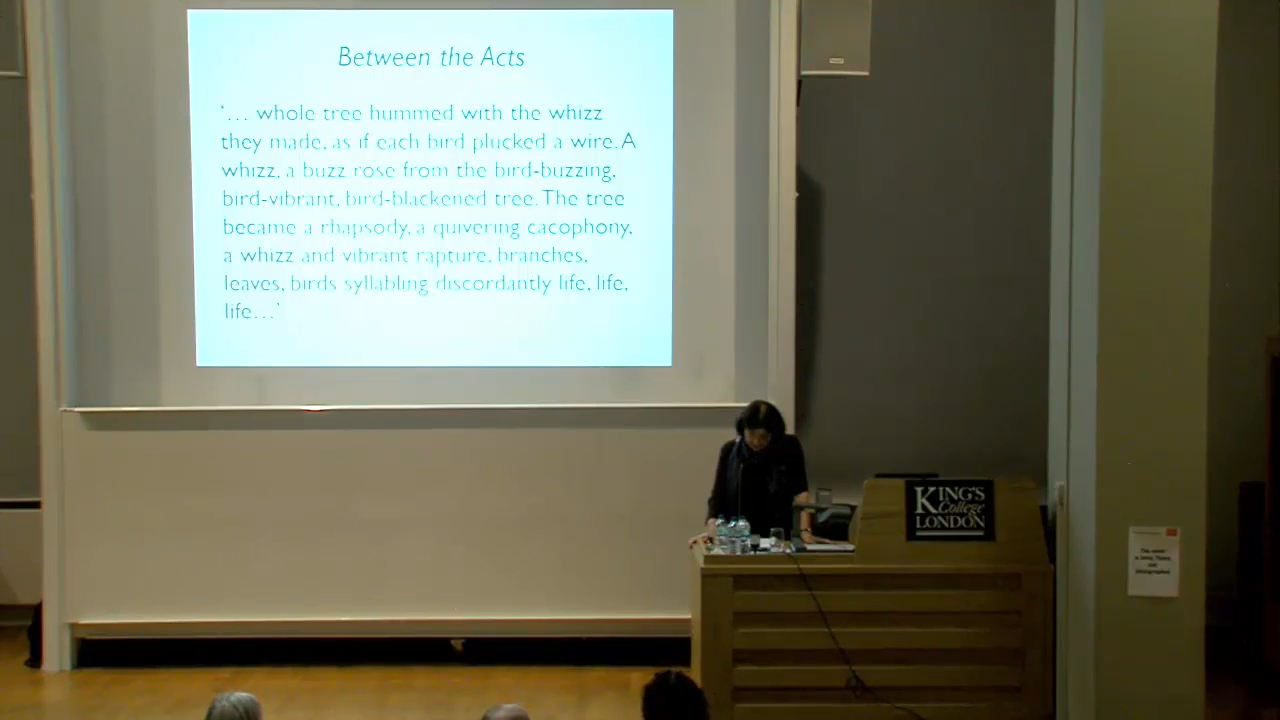 Between the Acts
‘… whole tree hummed with the whizz
they made, as if each bird plucked a wire. A
whizz, a buzz rose from the bird-buzzing,
bird-vibrant, bird-blackened tree. The tree
became a rhapsody, a quivering cacophony,
a whizz and vibrant rapture, branches,
leaves, birds syllabling discordantly life, life,
life…’
KING'S
College
LONDON